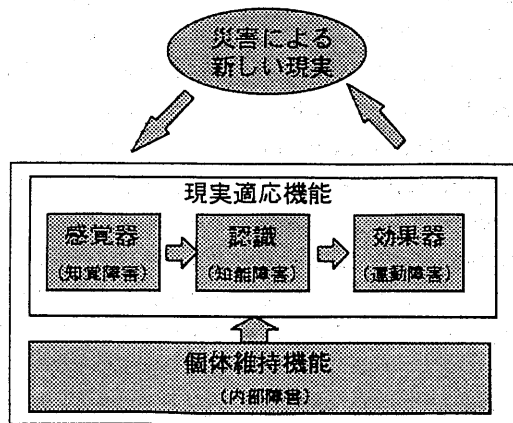 災害による
新しい現実
現実適応機能
感覚器
(知覚障害)
認識
(知能障害)
効果器
(運動障害)
個体維持機能
(内部障害)